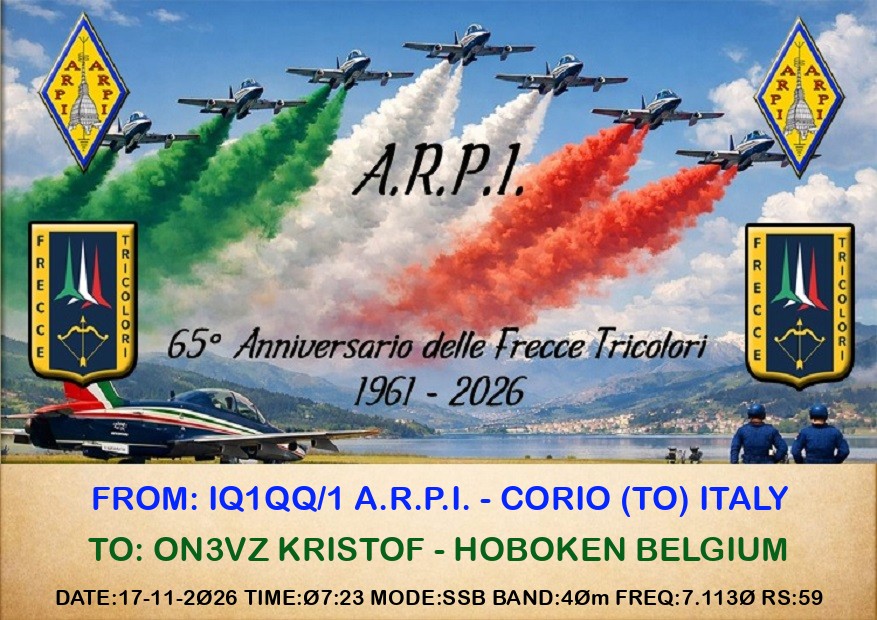 ARPI
ARPI
ARPI
ARPI
A.R.P.I.
FRECCE
TRICOLORI
FRECCE
TRICOLORI
65° Anniversario delle Frecce Tricolori
1961 - 2026
FROM: IQ1QQ/1 A.R.P.I. - CORIO (TO) ITALY
TO: ON3VZ KRISTOF - HOBOKEN BELGIUM
DATE:17-11-2Ø26 TIME:Ø7:23 MODE:SSB BAND:4Øm FREQ:7.113Ø RS:59